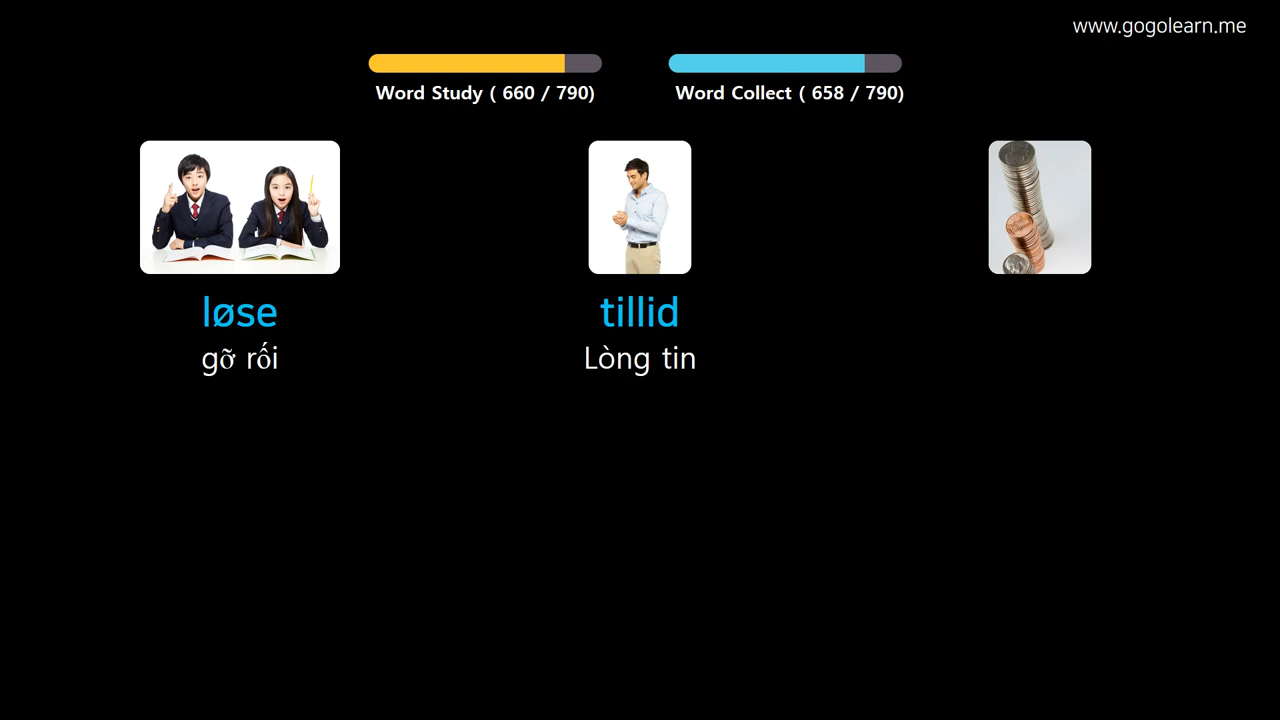 www.gogolearn.me
Word Study ( 660 / 790)
Word Collect ( 658 / 790)
løse
gỡ rối
tillid
Lòng tin